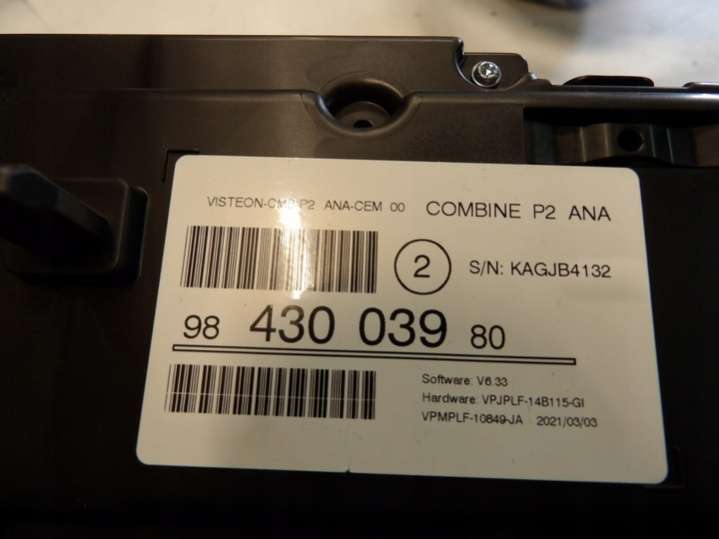 VISTEON-CMB P2 ANA-CEM 00
COMBINE P2 ANA
2
S/N: KAGJB4132
98 430 039 80
Software: V6.33
Hardware: VPJPLF-14B115-GI
VPMPLF-10849-JA 2021/03/03